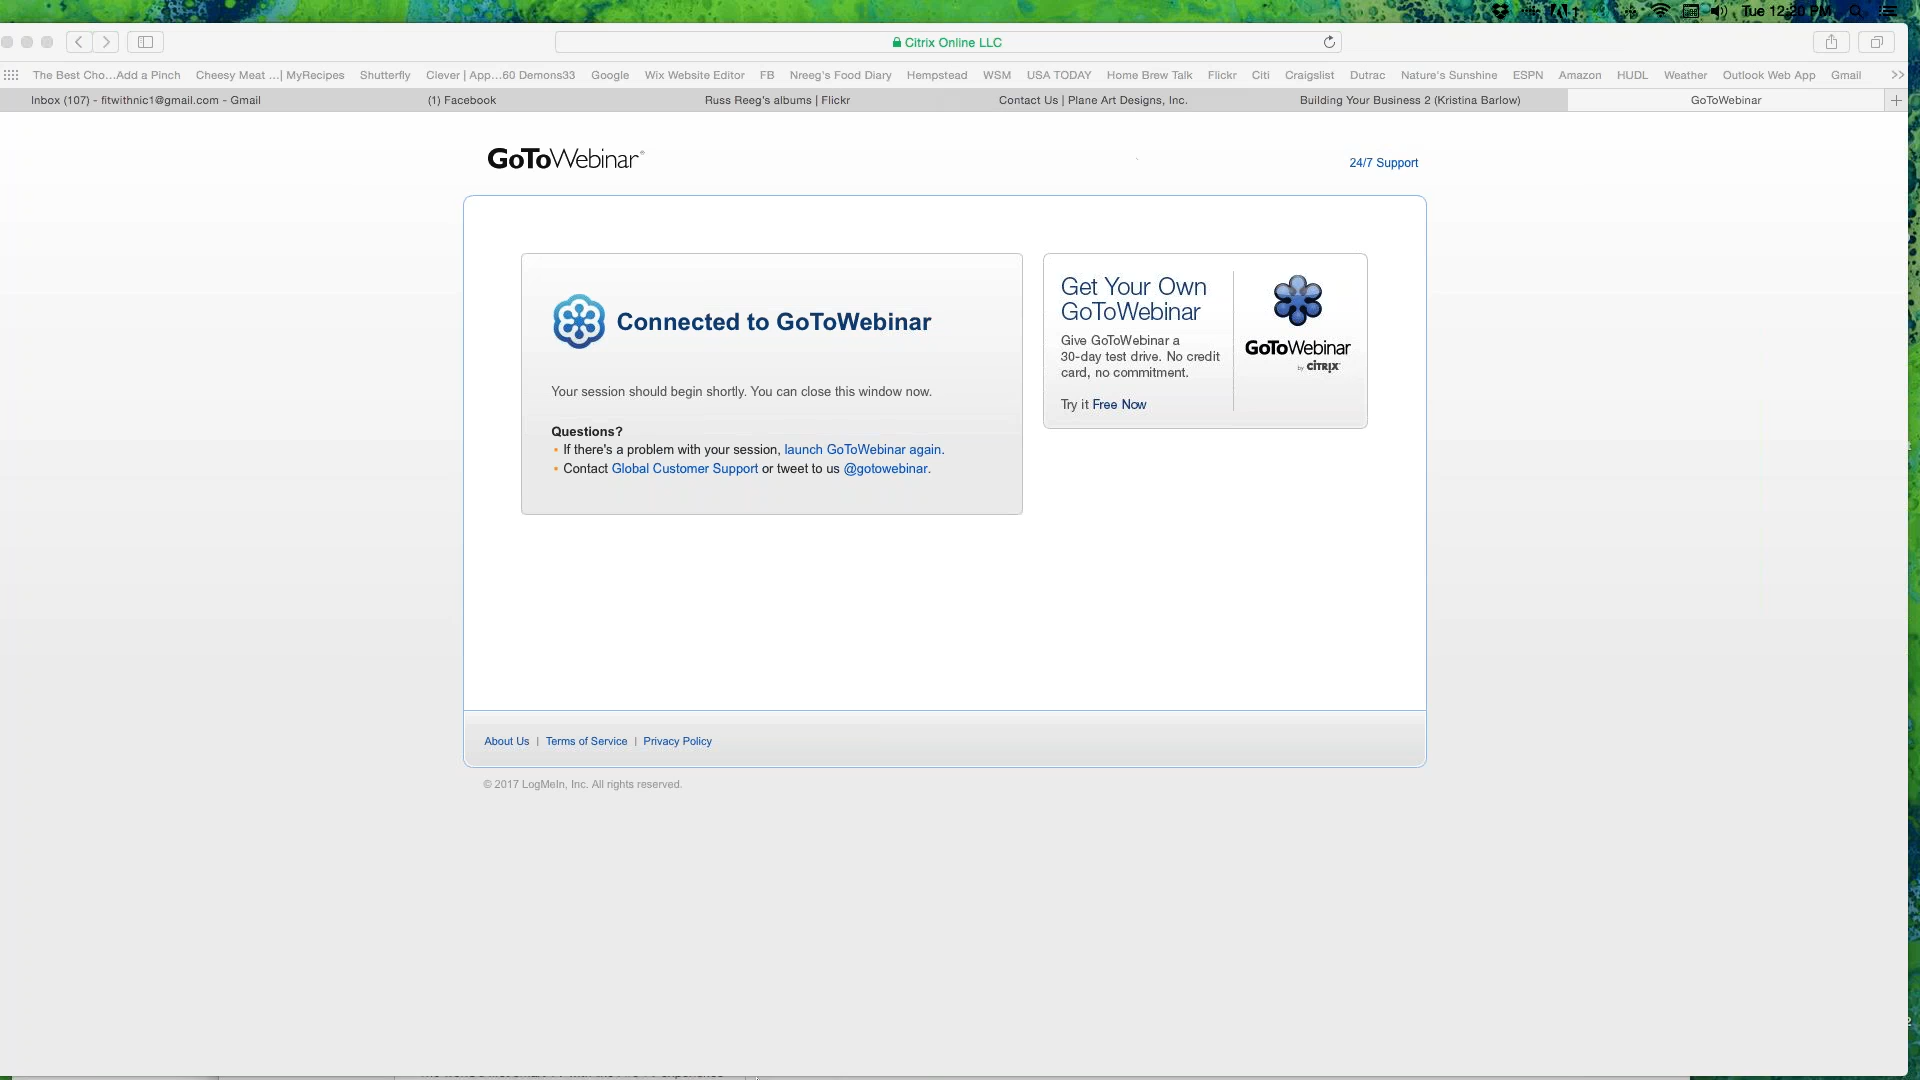 Tue 12:20 PM
Citrix Online LLC
The Best Cho...Add a Pinch Cheesy Meat ...| MyRecipes Shutterfly Clever | App...60 Demons33 Google Wix Website Editor FB Nreeg's Food Diary Hempstead WSM USA TODAY Home Brew Talk Flickr Citi Craigslist Dutrac Nature's Sunshine ESPN Amazon HUDL Weather Outlook Web App Gmail
Inbox (107) - fitwithnic1@gmail.com - Gmail (1) Facebook Russ Reeg's albums | Flickr Contact Us | Plane Art Designs, Inc. Building Your Business 2 (Kristina Barlow) GoToWebinar
GoToWebinar
24/7 Support
Connected to GoToWebinar
Your session should begin shortly. You can close this window now.
Questions?
• If there's a problem with your session, launch GoToWebinar again.
• Contact Global Customer Support or tweet to us @gotowebinar.
Get Your Own
GoToWebinar
Give GoToWebinar a
30-day test drive. No credit
card, no commitment.
Try it Free Now
GoToWebinar
by CITRIX
About Us | Terms of Service | Privacy Policy
© 2017 LogMeIn, Inc. All rights reserved.